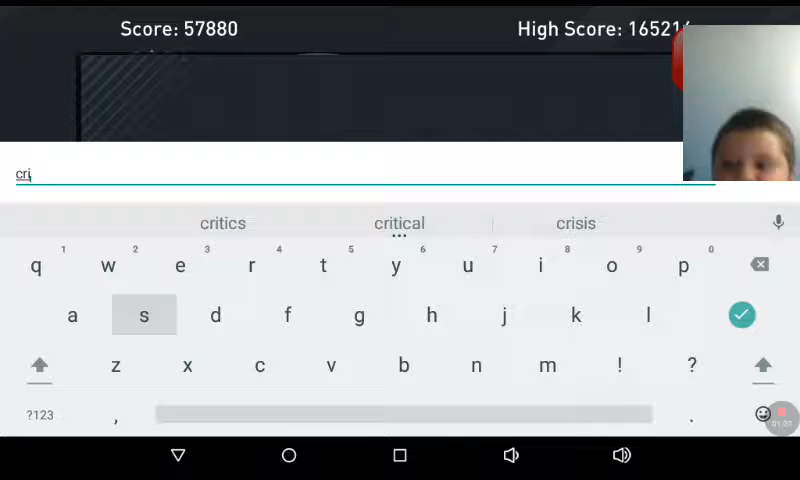 Score: 57880
High Score: 16521
cri
critics critical crisis
1 2 3 4 5 6 7 8 9 0
q w e r t y u i o p
a s d f g h j k l
z x c v b n m ! ?
?123 , .